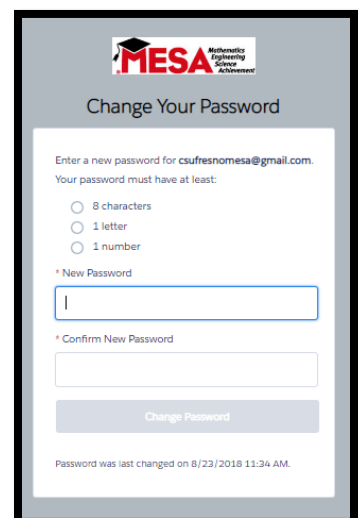 MESA Mathematics
Engineering
Science
Achievement
Change Your Password
Enter a new password for csufresnomesa@gmail.com.
Your password must have at least:
8 characters
1 letter
1 number
* New Password
* Confirm New Password
Change Password
Password was last changed on 8/23/2018 11:34 AM.